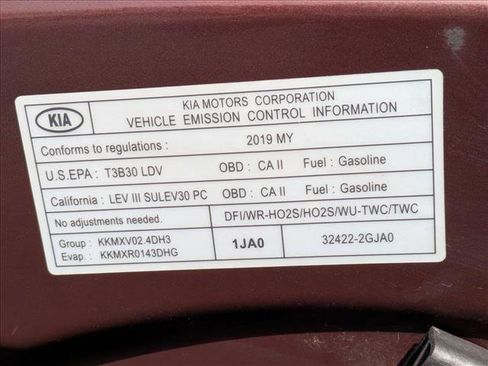 KIA
KIA MOTORS CORPORATION
VEHICLE EMISSION CONTROL INFORMATION
Conforms to regulations : 2019 MY
U.S.EPA : T3B30 LDV OBD : CA II Fuel : Gasoline
California : LEV III SULEV30 PC OBD : CA II Fuel : Gasoline
No adjustments needed. DFI/WR-HO2S/HO2S/WU-TWC/TWC
Group : KKMXV02.4DH3
Evap. : KKMXR0143DHG
1JA0
32422-2GJA0